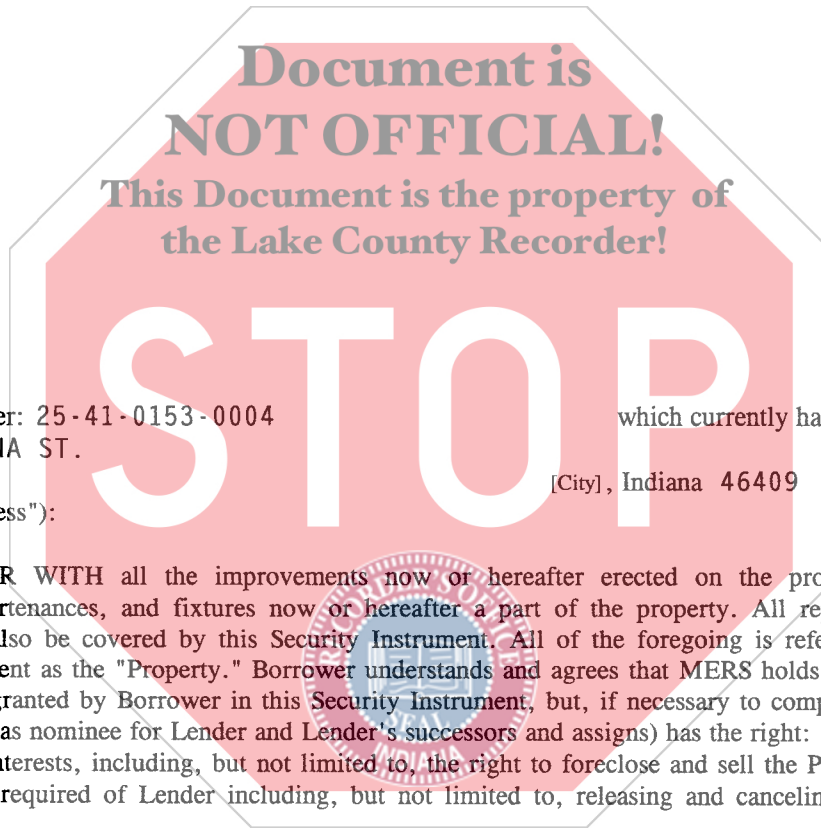 Document is
NOT OFFICIAL!
This Document is the property of
the Lake County Recorder!
STOP
er: 25-41-0153-0004 which currently ha
IA ST.
[City], Indiana 46409
ess"):
R WITH all the improvements now or hereafter erected on the pro
rtenances, and fixtures now or hereafter a part of the property. All re
lso be covered by this Security Instrument. All of the foregoing is refe
ent as the "Property." Borrower understands and agrees that MERS holds
granted by Borrower in this Security Instrument, but, if necessary to comp
as nominee for Lender and Lender's successors and assigns) has the right:
nterests, including, but not limited to, the right to foreclose and sell the P
required of Lender including, but not limited to, releasing and cancelin
RECORDER'S OFFICE
SEAL
INDIANA